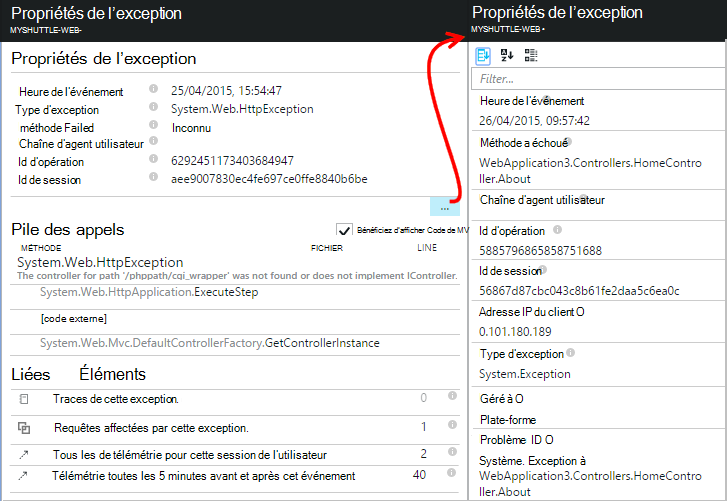 Propriétés de l'exception
MYSHUTTLE-WEB-
Propriétés de l'exception
Heure de l'événement 25/04/2015, 15:54:47
Type d'exception System.Web.HttpException
méthode Failed Inconnu
Chaîne d'agent utilisateur
Id d'opération 6292451173403684947
Id de session aee9007830ec4fe697ce0ffe8840b6be
...
Pile des appels Bénéficiez d'afficher Code de MV
MÉTHODE FICHIER LINE
System.Web.HttpException
The controller for path '/phppath/cgi_wrapper' was not found or does not implement IController.
System.Web.HttpApplication.ExecuteStep
[code externe]
System.Web.Mvc.DefaultControllerFactory.GetControllerInstance
Liées Éléments
Traces de cette exception. 0
Requêtes affectées par cette exception. 1
Tous les de télémétrie pour cette session de l'utilisateur 2
Télémétrie toutes les 5 minutes avant et après cet événement 40
Propriétés de l'exception
MYSHUTTLE-WEB •
Filter...
Heure de l'événement
26/04/2015, 09:57:42
Méthode a échoué
WebApplication3.Controllers.HomeContro
ller.About
Chaîne d'agent utilisateur
Id d'opération
5885796865858751688
Id de session
56867d87cbc043c8b61fe2daa5c6ea0c
Adresse IP du client O
0.101.180.189
Type d'exception
System.Exception
Géré à O
Plate-forme
Problème ID O
Système. Exception à
WebApplication3.Controllers.HomeContro
ller.About